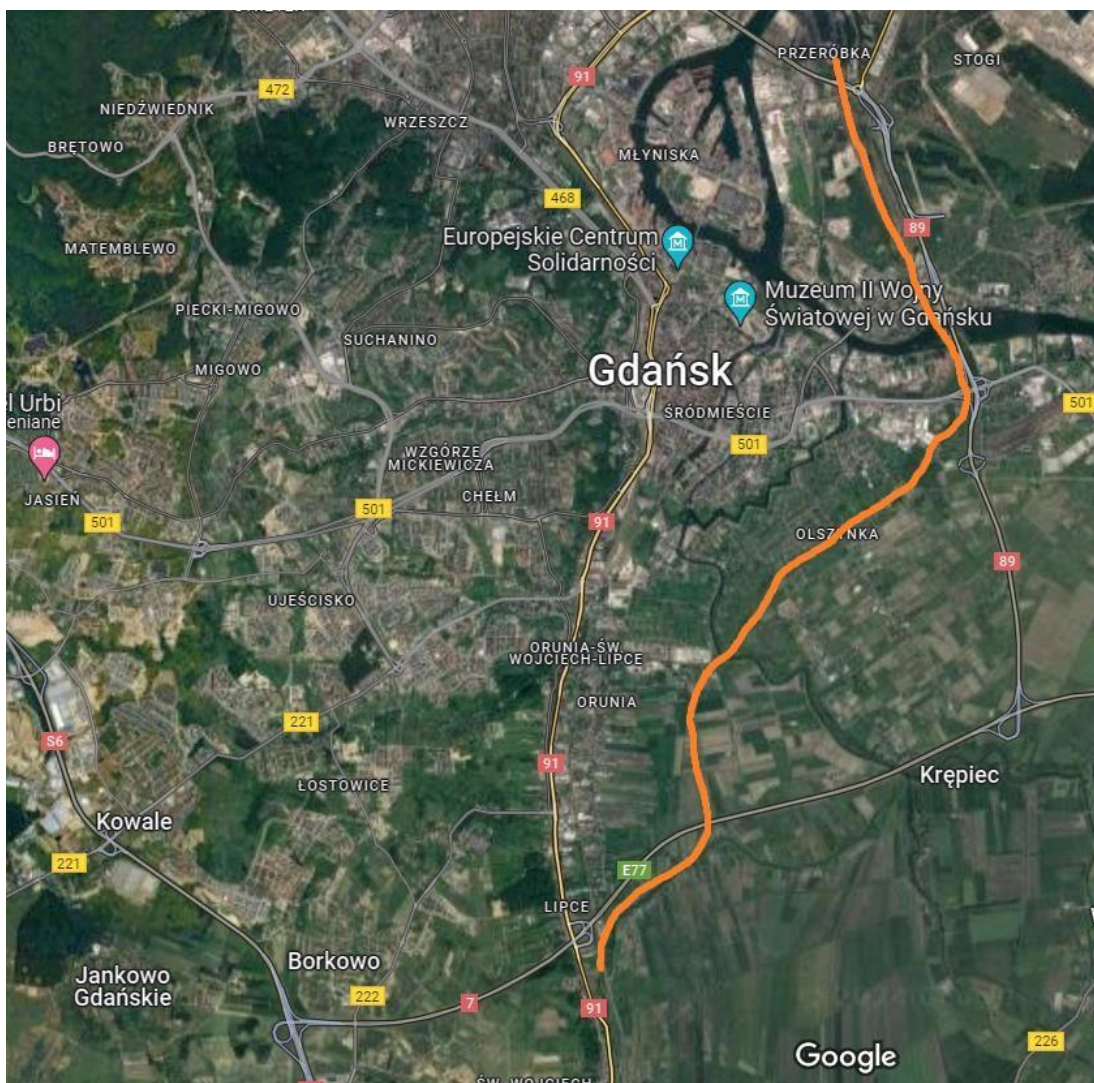 472
91
PRZERÓBKA
STOGI
NIEDŹWIEDNIK
WRZESZCZ
BRĘTOWO
MŁYNISKA
468
MATEMBLEWO
Europejskie Centrum
Solidarności
89
PIECKI-MIGOWO
Muzeum II Wojny
Światowej w Gdańsku
SUCHANINO
MIGOWO
Gdańsk
el Urbi
eniane
ŚRÓDMIEŚCIE
501
501
WZGÓRZE
MICKIEWICZA
JASIEŃ
CHEŁM
501
501
91
OLSZYNKA
89
UJEŚCISKO
ORUNIA-ŚW.
WOJCIECH-LIPCE
ORUNIA
221
S6
91
ŁOSTOWICE
Krępiec
Kowale
221
E77
LIPCE
Borkowo
Jankowo
Gdańskie
222
7
91
Google
226
ŚW. WOJCIECH